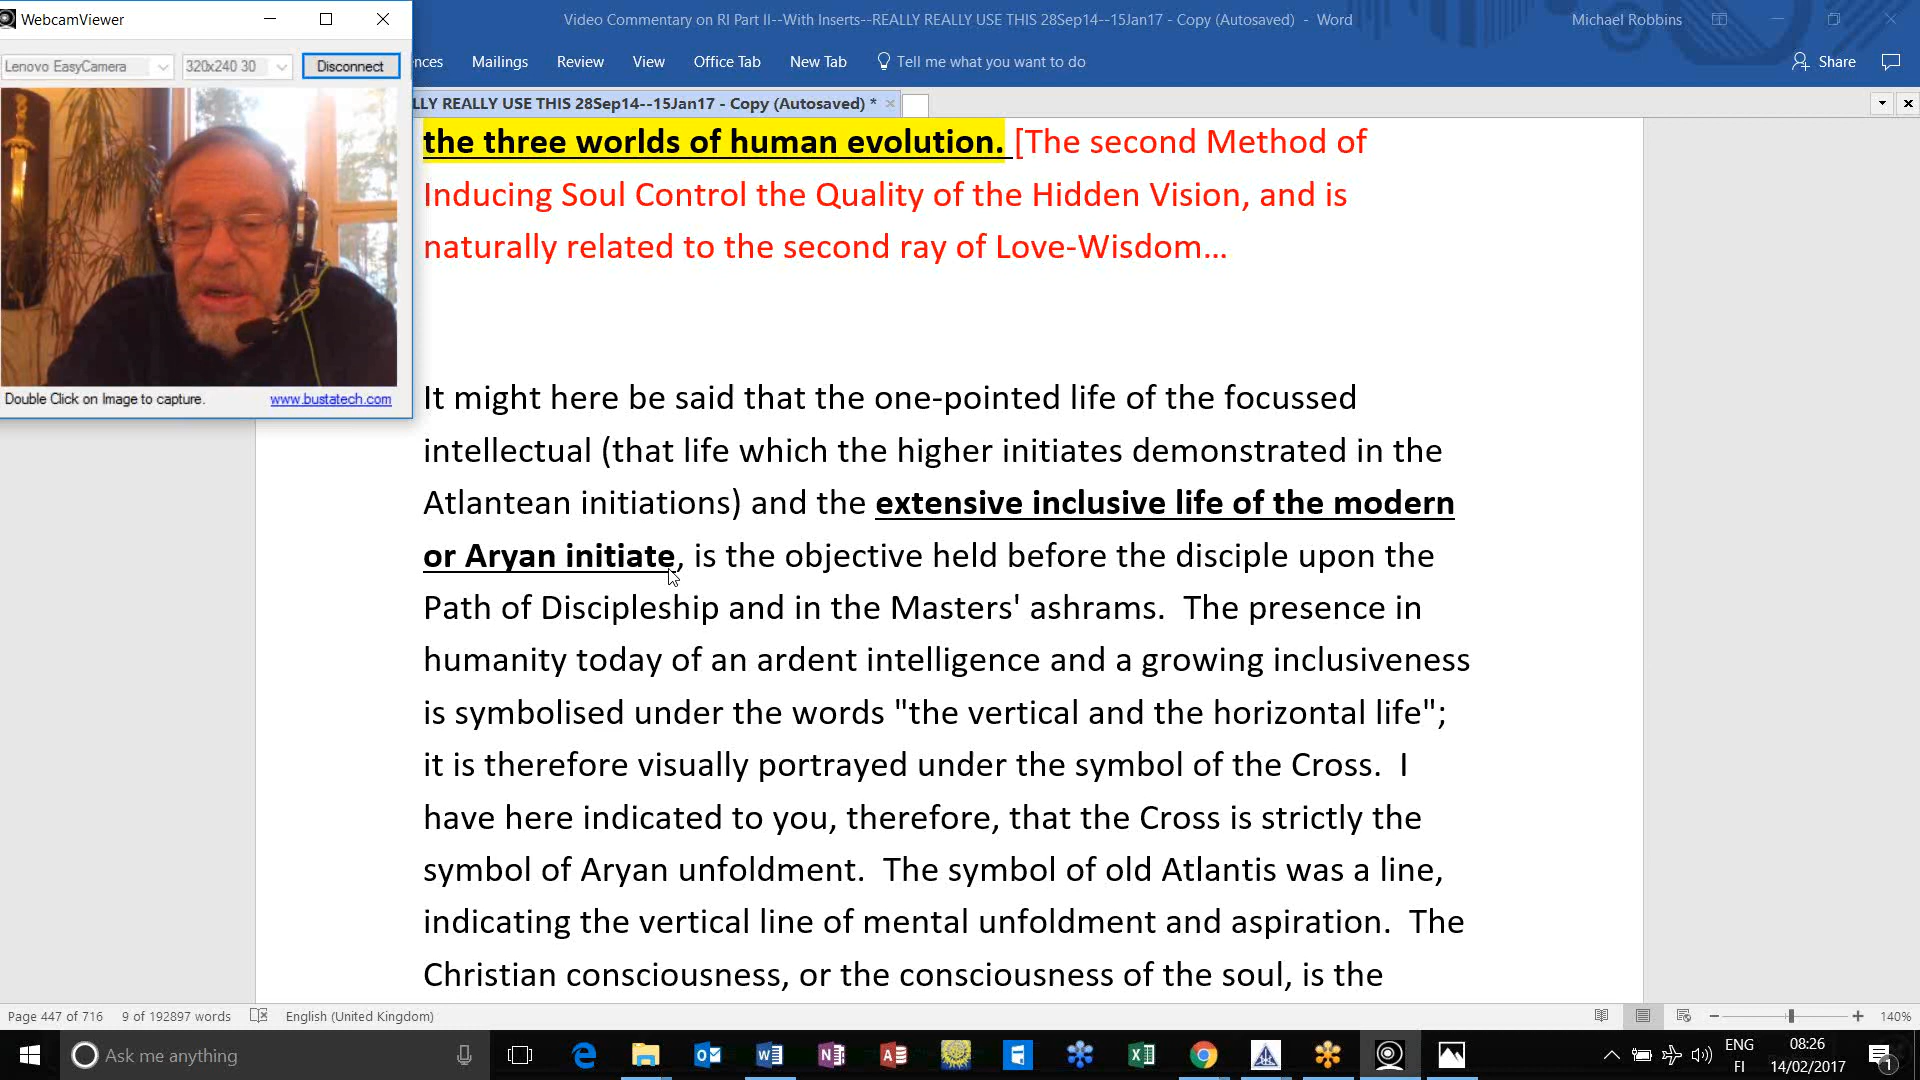 WebcamViewer
Video Commentary on RI Part II--With Inserts--REALLY REALLY USE THIS 28Sep14--15Jan17 - Copy (Autosaved) - Word
Michael Robbins
Lenovo EasyCamera
320x240 30
Disconnect
nces
Mailings
Review
View
Office Tab
New Tab
Tell me what you want to do
Share
LLY REALLY USE THIS 28Sep14--15Jan17 - Copy (Autosaved) *
the three worlds of human evolution. [The second Method of
Inducing Soul Control the Quality of the Hidden Vision, and is
naturally related to the second ray of Love-Wisdom…
Double Click on Image to capture.
www.bustatech.com
It might here be said that the one-pointed life of the focussed
intellectual (that life which the higher initiates demonstrated in the
Atlantean initiations) and the extensive inclusive life of the modern
or Aryan initiate, is the objective held before the disciple upon the
Path of Discipleship and in the Masters' ashrams.  The presence in
humanity today of an ardent intelligence and a growing inclusiveness
is symbolised under the words "the vertical and the horizontal life";
it is therefore visually portrayed under the symbol of the Cross.  I
have here indicated to you, therefore, that the Cross is strictly the
symbol of Aryan unfoldment.  The symbol of old Atlantis was a line,
indicating the vertical line of mental unfoldment and aspiration.  The
Christian consciousness, or the consciousness of the soul, is the
Page 447 of 716
9 of 192897 words
English (United Kingdom)
140%
Ask me anything
ENG
FI
08:26
14/02/2017
1